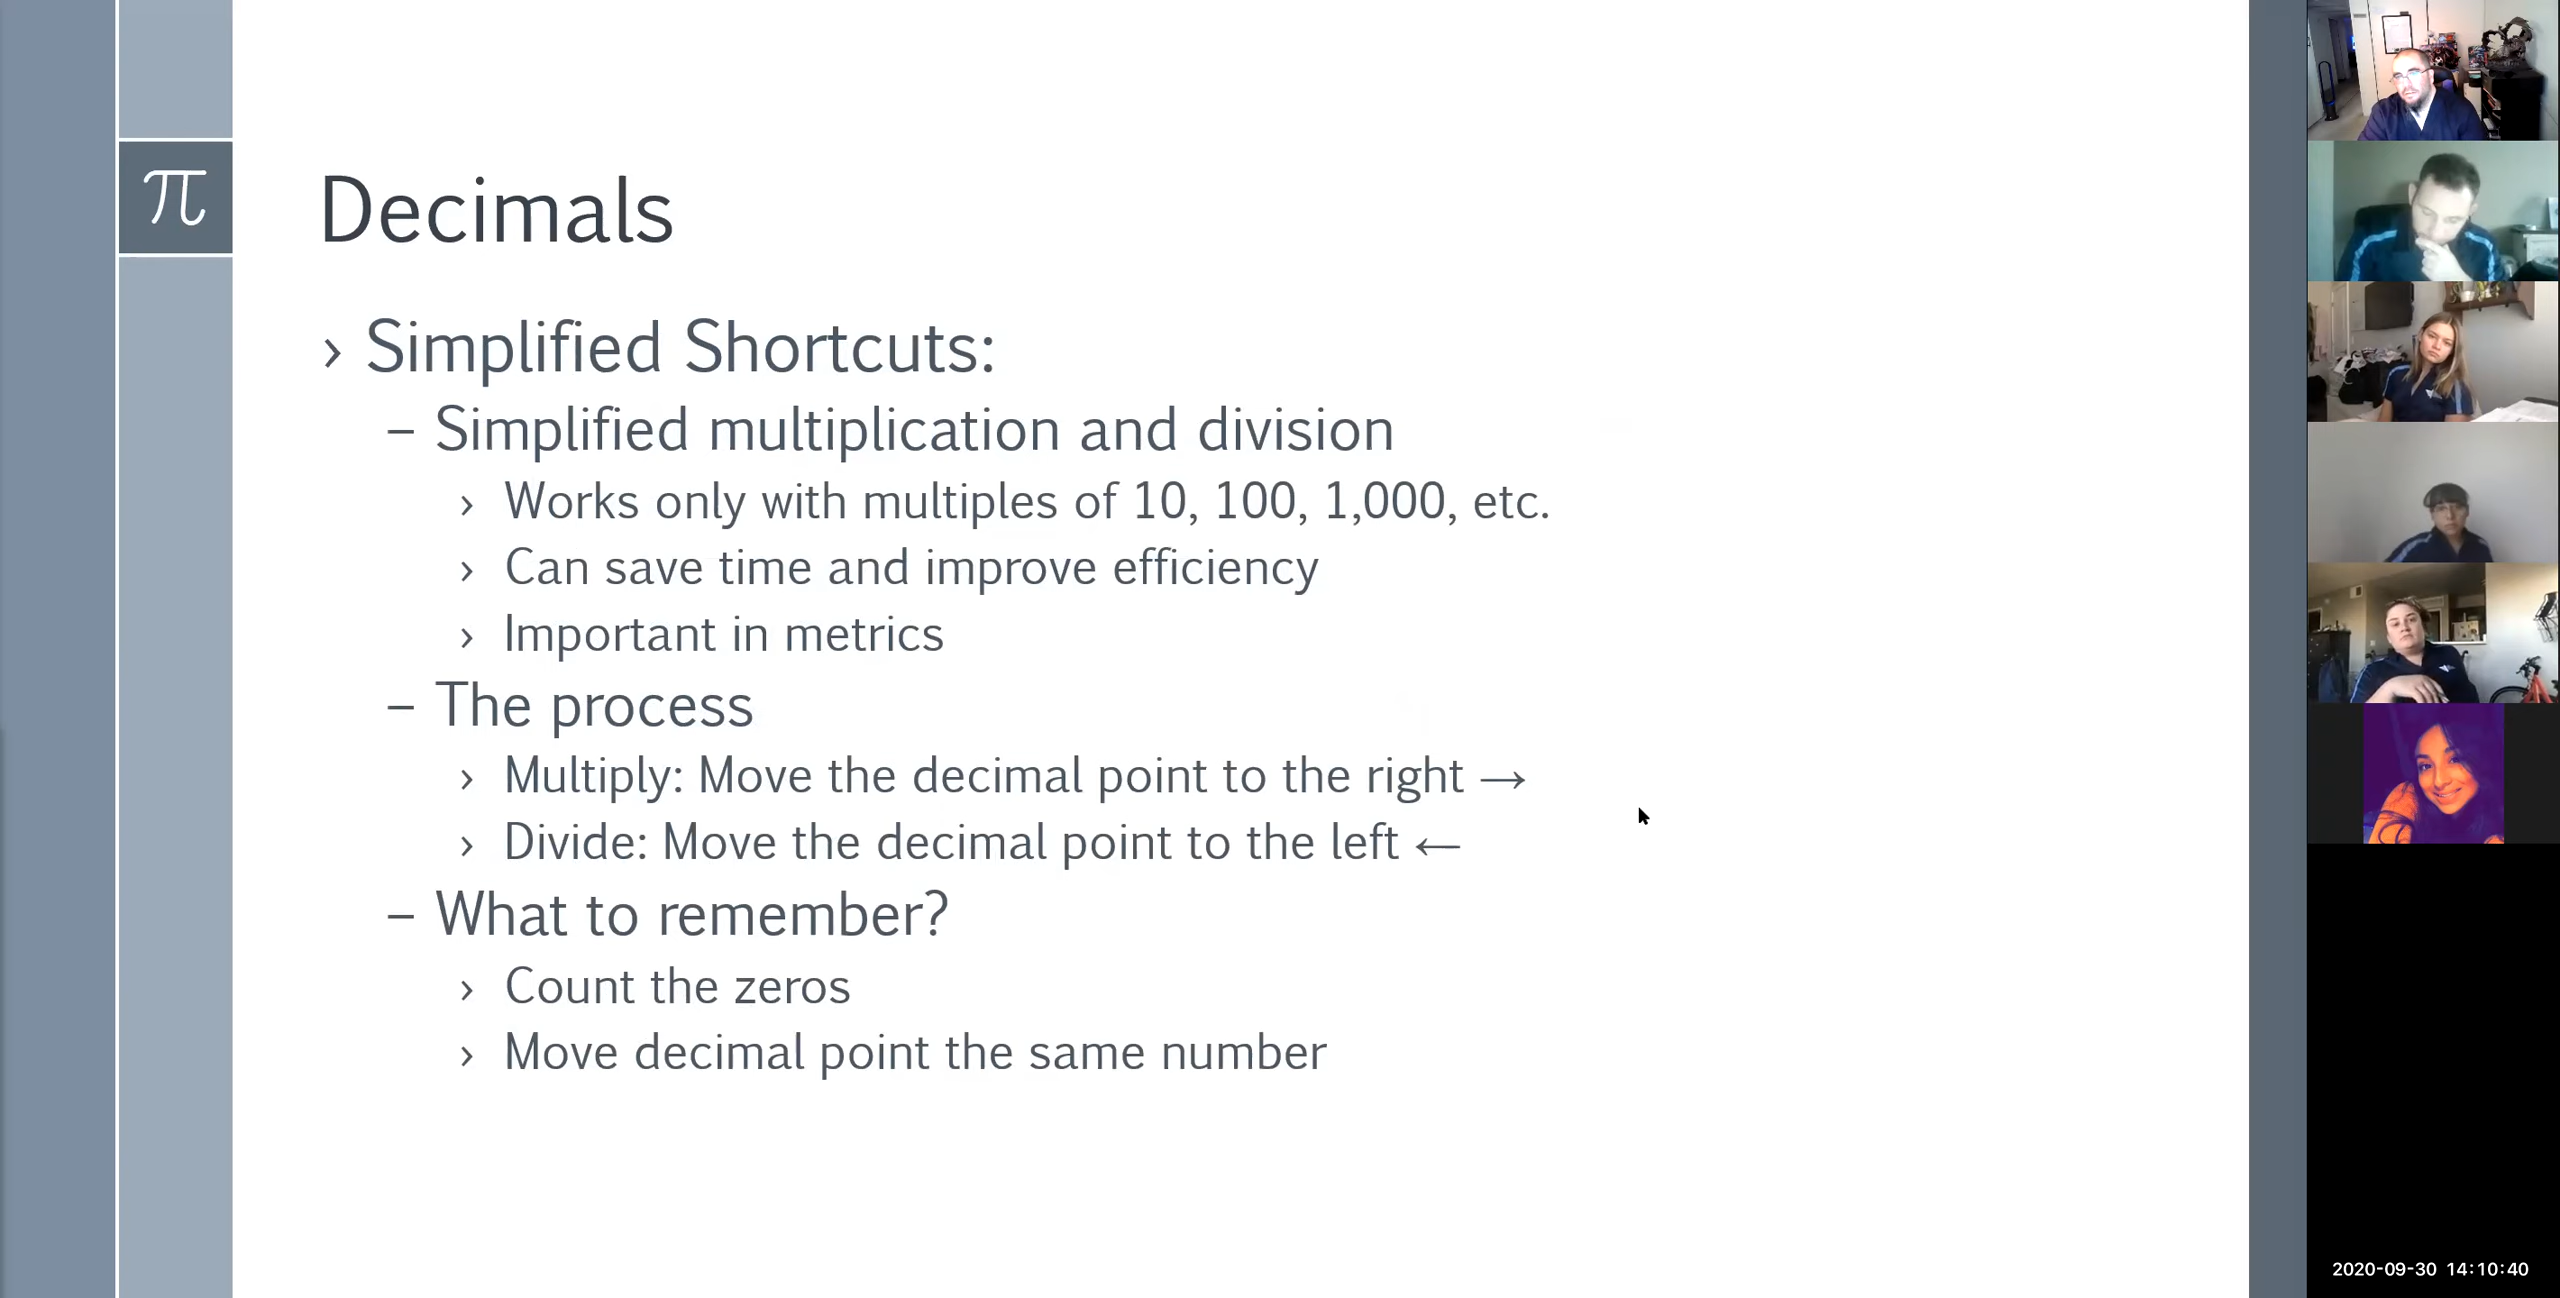 π
Decimals
› Simplified Shortcuts:
– Simplified multiplication and division
› Works only with multiples of 10, 100, 1,000, etc.
› Can save time and improve efficiency
› Important in metrics
– The process
› Multiply: Move the decimal point to the right →
› Divide: Move the decimal point to the left ←
– What to remember?
› Count the zeros
› Move decimal point the same number
2020-09-30 14:10:40